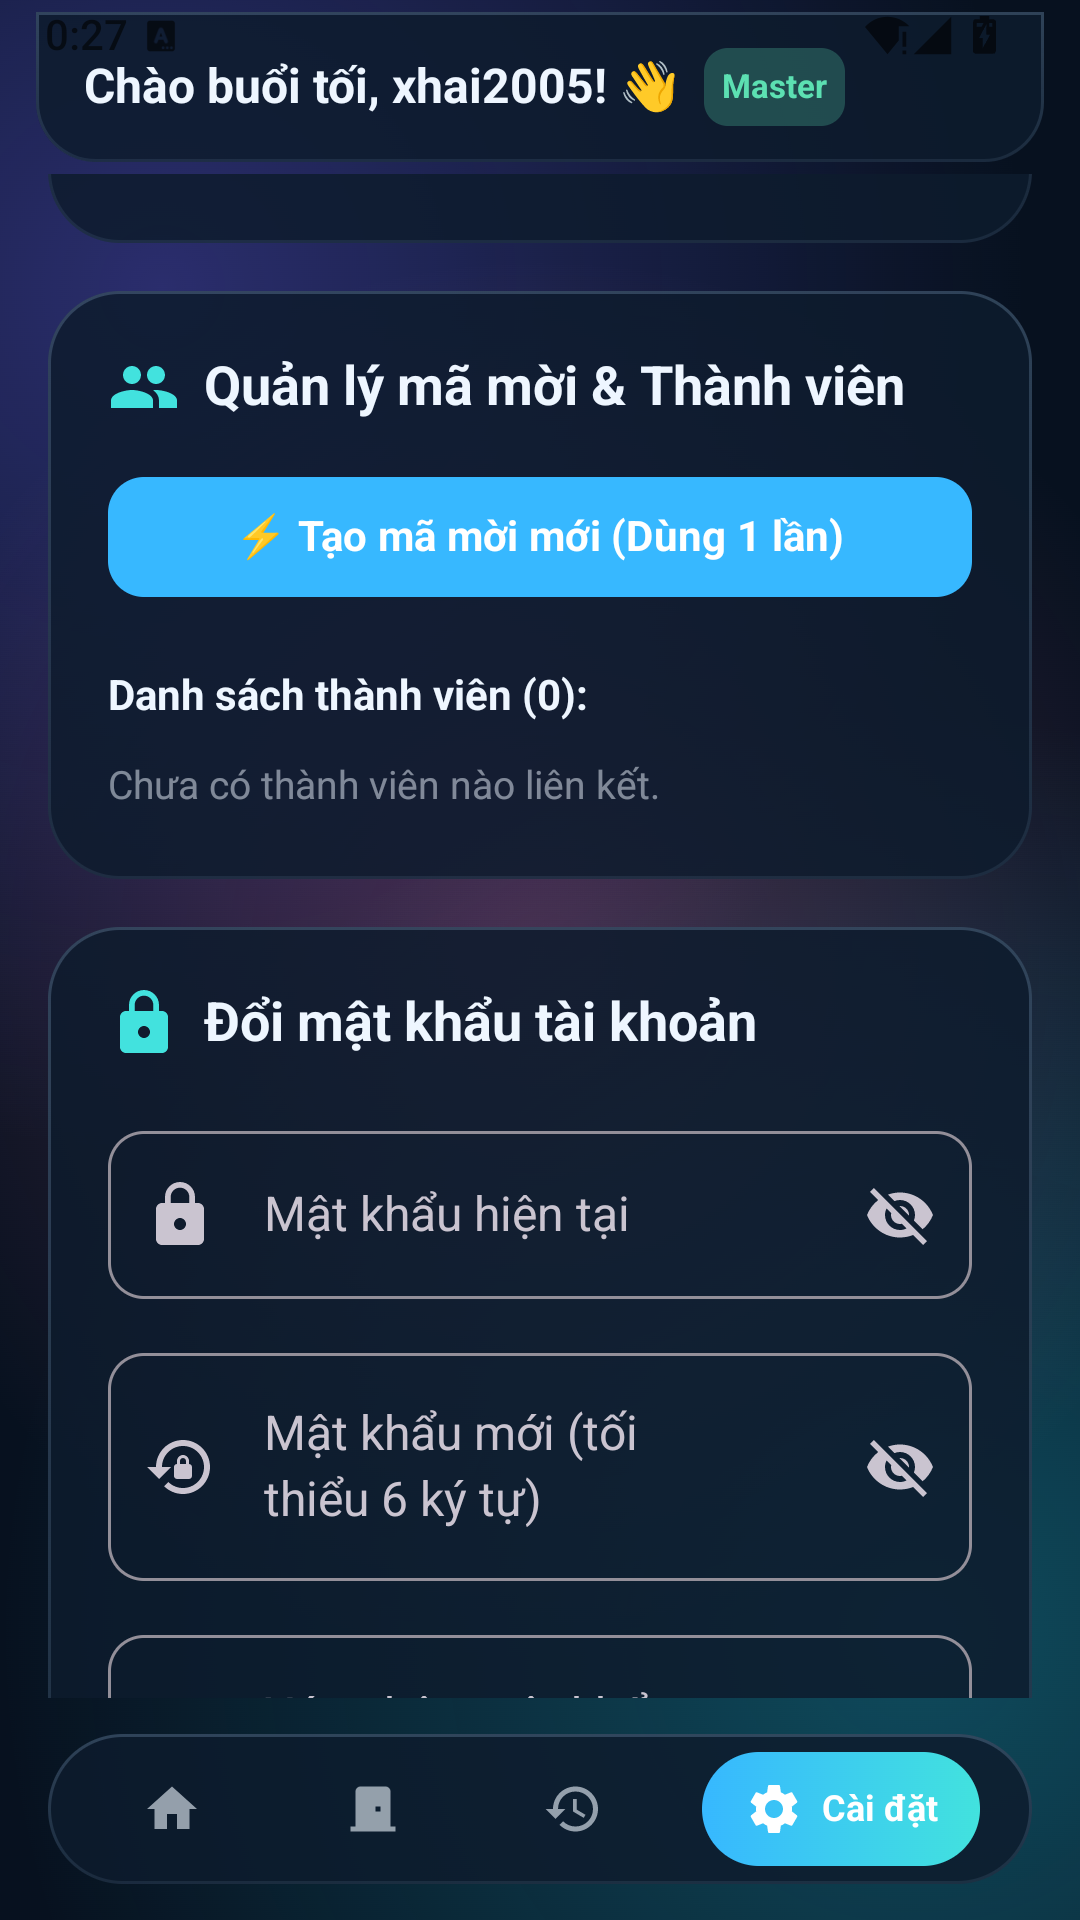 0:27
Chào buổi tối, xhai2005! 👋
Master
Quản lý mã mời & Thành viên
⚡ Tạo mã mời mới (Dùng 1 lần)
Danh sách thành viên (0):
Chưa có thành viên nào liên kết.
Đổi mật khẩu tài khoản
Mật khẩu hiện tại
Mật khẩu mới (tối
thiểu 6 ký tự)
Cài đặt